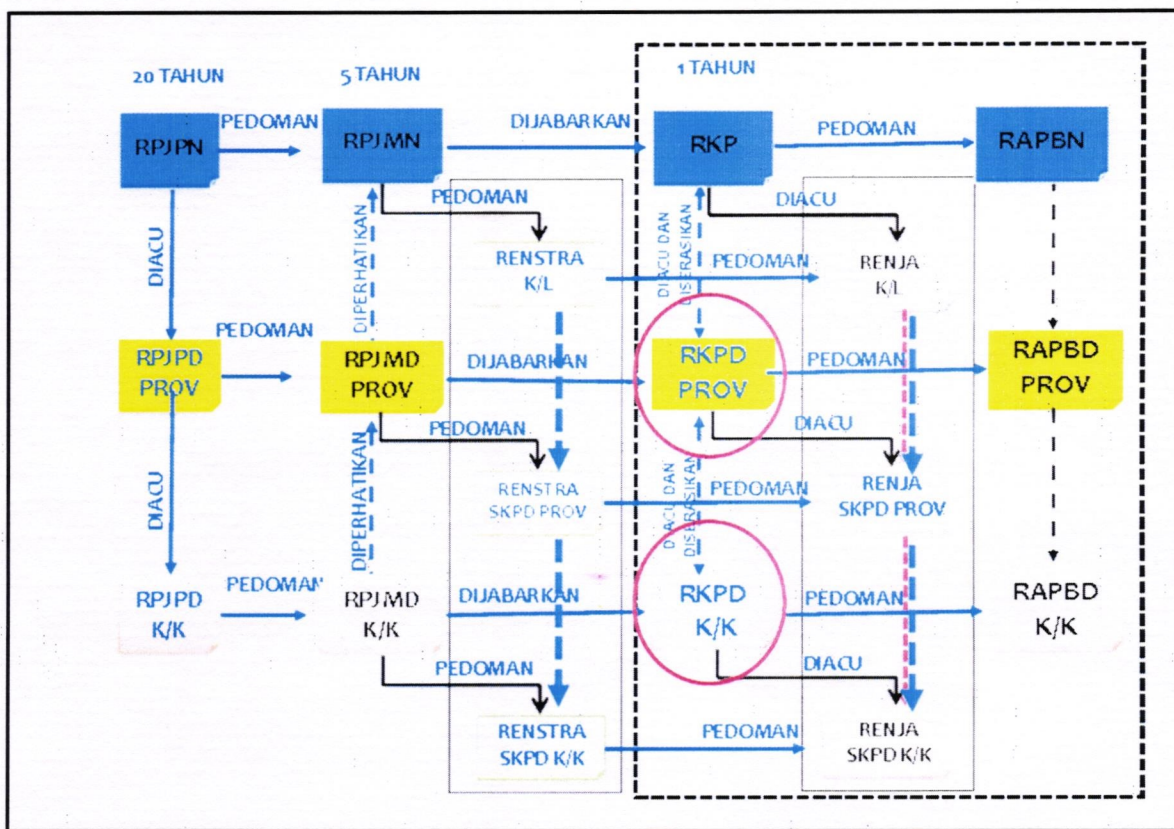 20 TAHUN
5 TAHUN
1 TAHUN
RPJPN
PEDOMAN
RPJMN
DIJABARKAN
RKP
PEDOMAN
RAPBN
DIACU
DIPERHATIKAN
PEDOMAN
RENSTRA
K/L
PEDOMAN
DIACU DAN
DISERASIKAN
DIACU
RENJA
K/L
RPJPD
PROV
PEDOMAN
RPJMD
PROV
DIJABARKAN
RKPD
PROV
PEDOMAN
RAPBD
PROV
DIACU
DIPERHATIKAN
PEDOMAN
RENSTRA
SKPD PROV
PEDOMAN
DIACU DAN
DISERASIKAN
DIACU
RENJA
SKPD PROV
RPJPD
K/K
PEDOMAN
RPJMD
K/K
DIJABARKAN
RKPD
K/K
PEDOMAN
RAPBD
K/K
PEDOMAN
RENSTRA
SKPD K/K
PEDOMAN
DIACU
RENJA
SKPD K/K